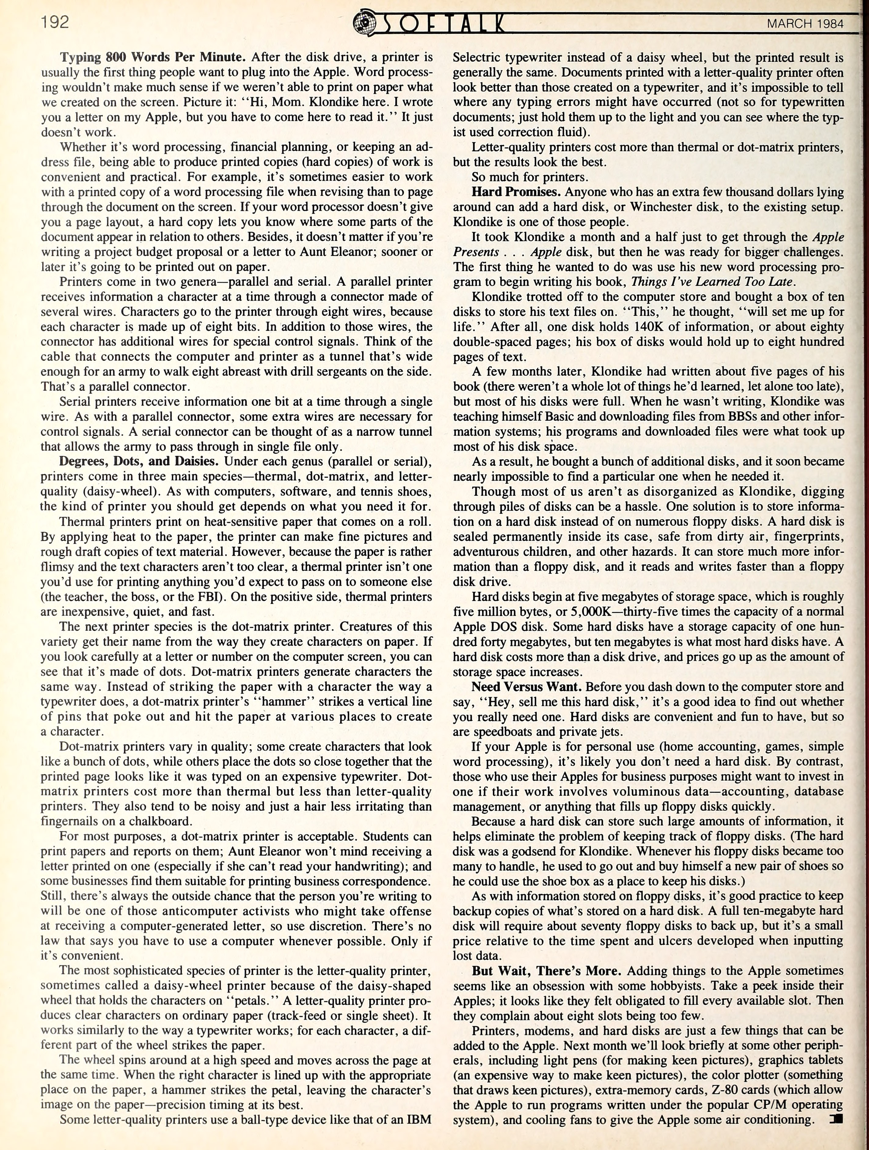 192
SOFTALK
MARCH 1984
Typing 800 Words Per Minute. After the disk drive, a printer is
usually the first thing people want to plug into the Apple. Word process-
ing wouldn't make much sense if we weren't able to print on paper what
we created on the screen. Picture it: "Hi, Mom. Klondike here. I wrote
you a letter on my Apple, but you have to come here to read it." It just
doesn't work.
Whether it's word processing, financial planning, or keeping an ad-
dress file, being able to produce printed copies (hard copies) of work is
convenient and practical. For example, it's sometimes easier to work
with a printed copy of a word processing file when revising than to page
through the document on the screen. If your word processor doesn't give
you a page layout, a hard copy lets you know where some parts of the
document appear in relation to others. Besides, it doesn't matter if you're
writing a project budget proposal or a letter to Aunt Eleanor; sooner or
later it's going to be printed out on paper.
Printers come in two genera—parallel and serial. A parallel printer
receives information a character at a time through a connector made of
several wires. Characters go to the printer through eight wires, because
each character is made up of eight bits. In addition to those wires, the
connector has additional wires for special control signals. Think of the
cable that connects the computer and printer as a tunnel that's wide
enough for an army to walk eight abreast with drill sergeants on the side.
That's a parallel connector.
Serial printers receive information one bit at a time through a single
wire. As with a parallel connector, some extra wires are necessary for
control signals. A serial connector can be thought of as a narrow tunnel
that allows the army to pass through in single file only.
Degrees, Dots, and Daisies. Under each genus (parallel or serial),
printers come in three main species—thermal, dot-matrix, and letter-
quality (daisy-wheel). As with computers, software, and tennis shoes,
the kind of printer you should get depends on what you need it for.
Thermal printers print on heat-sensitive paper that comes on a roll.
By applying heat to the paper, the printer can make fine pictures and
rough draft copies of text material. However, because the paper is rather
flimsy and the text characters aren't too clear, a thermal printer isn't one
you'd use for printing anything you'd expect to pass on to someone else
(the teacher, the boss, or the FBI). On the positive side, thermal printers
are inexpensive, quiet, and fast.
The next printer species is the dot-matrix printer. Creatures of this
variety get their name from the way they create characters on paper. If
you look carefully at a letter or number on the computer screen, you can
see that it's made of dots. Dot-matrix printers generate characters the
same way. Instead of striking the paper with a character the way a
typewriter does, a dot-matrix printer's "hammer" strikes a vertical line
of pins that poke out and hit the paper at various places to create
a character.
Dot-matrix printers vary in quality; some create characters that look
like a bunch of dots, while others place the dots so close together that the
printed page looks like it was typed on an expensive typewriter. Dot-
matrix printers cost more than thermal but less than letter-quality
printers. They also tend to be noisy and just a hair less irritating than
fingernails on a chalkboard.
For most purposes, a dot-matrix printer is acceptable. Students can
print papers and reports on them; Aunt Eleanor won't mind receiving a
letter printed on one (especially if she can't read your handwriting); and
some businesses find them suitable for printing business correspondence.
Still, there's always the outside chance that the person you're writing to
will be one of those anticomputer activists who might take offense
at receiving a computer-generated letter, so use discretion. There's no
law that says you have to use a computer whenever possible. Only if
it's convenient.
The most sophisticated species of printer is the letter-quality printer,
sometimes called a daisy-wheel printer because of the daisy-shaped
wheel that holds the characters on "petals." A letter-quality printer pro-
duces clear characters on ordinary paper (track-feed or single sheet). It
works similarly to the way a typewriter works; for each character, a dif-
ferent part of the wheel strikes the paper.
The wheel spins around at a high speed and moves across the page at
the same time. When the right character is lined up with the appropriate
place on the paper, a hammer strikes the petal, leaving the character's
image on the paper—precision timing at its best.
Some letter-quality printers use a ball-type device like that of an IBM
Selectric typewriter instead of a daisy wheel, but the printed result is
generally the same. Documents printed with a letter-quality printer often
look better than those created on a typewriter, and it's impossible to tell
where any typing errors might have occurred (not so for typewritten
documents; just hold them up to the light and you can see where the typ-
ist used correction fluid).
Letter-quality printers cost more than thermal or dot-matrix printers,
but the results look the best.
So much for printers.
Hard Promises. Anyone who has an extra few thousand dollars lying
around can add a hard disk, or Winchester disk, to the existing setup.
Klondike is one of those people.
It took Klondike a month and a half just to get through the Apple
Presents . . . Apple disk, but then he was ready for bigger challenges.
The first thing he wanted to do was use his new word processing pro-
gram to begin writing his book, Things I've Learned Too Late.
Klondike trotted off to the computer store and bought a box of ten
disks to store his text files on. "This," he thought, "will set me up for
life." After all, one disk holds 140K of information, or about eighty
double-spaced pages; his box of disks would hold up to eight hundred
pages of text.
A few months later, Klondike had written about five pages of his
book (there weren't a whole lot of things he'd learned, let alone too late),
but most of his disks were full. When he wasn't writing, Klondike was
teaching himself Basic and downloading files from BBSs and other infor-
mation systems; his programs and downloaded files were what took up
most of his disk space.
As a result, he bought a bunch of additional disks, and it soon became
nearly impossible to find a particular one when he needed it.
Though most of us aren't as disorganized as Klondike, digging
through piles of disks can be a hassle. One solution is to store informa-
tion on a hard disk instead of on numerous floppy disks. A hard disk is
sealed permanently inside its case, safe from dirty air, fingerprints,
adventurous children, and other hazards. It can store much more infor-
mation than a floppy disk, and it reads and writes faster than a floppy
disk drive.
Hard disks begin at five megabytes of storage space, which is roughly
five million bytes, or 5,000K—thirty-five times the capacity of a normal
Apple DOS disk. Some hard disks have a storage capacity of one hun-
dred forty megabytes, but ten megabytes is what most hard disks have. A
hard disk costs more than a disk drive, and prices go up as the amount of
storage space increases.
Need Versus Want. Before you dash down to the computer store and
say, "Hey, sell me this hard disk," it's a good idea to find out whether
you really need one. Hard disks are convenient and fun to have, but so
are speedboats and private jets.
If your Apple is for personal use (home accounting, games, simple
word processing), it's likely you don't need a hard disk. By contrast,
those who use their Apples for business purposes might want to invest in
one if their work involves voluminous data—accounting, database
management, or anything that fills up floppy disks quickly.
Because a hard disk can store such large amounts of information, it
helps eliminate the problem of keeping track of floppy disks. (The hard
disk was a godsend for Klondike. Whenever his floppy disks became too
many to handle, he used to go out and buy himself a new pair of shoes so
he could use the shoe box as a place to keep his disks.)
As with information stored on floppy disks, it's good practice to keep
backup copies of what's stored on a hard disk. A full ten-megabyte hard
disk will require about seventy floppy disks to back up, but it's a small
price relative to the time spent and ulcers developed when inputting
lost data.
But Wait, There's More. Adding things to the Apple sometimes
seems like an obsession with some hobbyists. Take a peek inside their
Apples; it looks like they felt obligated to fill every available slot. Then
they complain about eight slots being too few.
Printers, modems, and hard disks are just a few things that can be
added to the Apple. Next month we'll look briefly at some other periph-
erals, including light pens (for making keen pictures), graphics tablets
(an expensive way to make keen pictures), the color plotter (something
that draws keen pictures), extra-memory cards, Z-80 cards (which allow
the Apple to run programs written under the popular CP/M operating
system), and cooling fans to give the Apple some air conditioning.